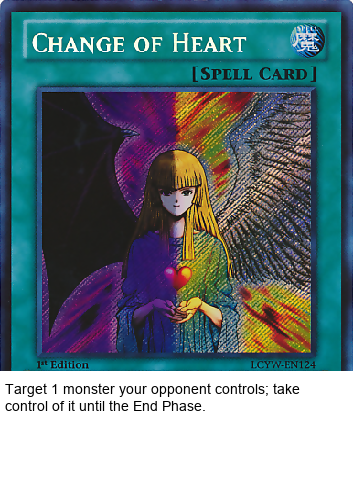 CHANGE OF HEART
[SPELL CARD]
1st Edition
LCYW-EN124
Target 1 monster your opponent controls; take
control of it until the End Phase.